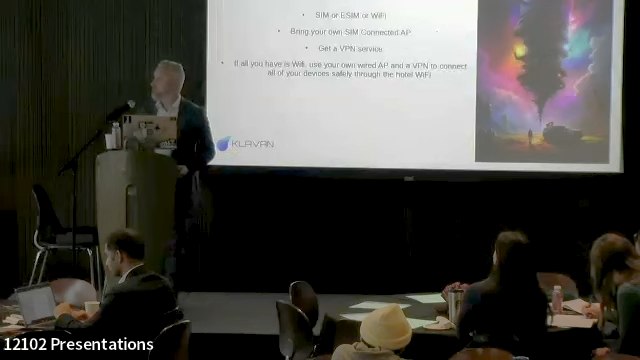 SIM or ESIM or WiFi
Bring your own SIM Connected AP
Get a VPN service
If all you have is Wifi, use your own wired AP and a VPN to connect
all of your devices safely through the hotel WiFi
KLAVAN
12102 Presentations